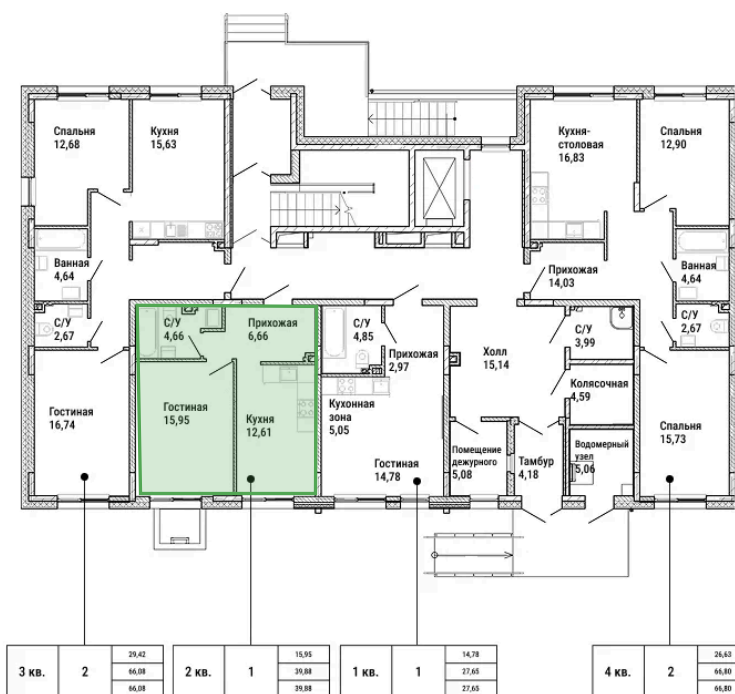 Спальня
12,68
Кухня
15,63
Кухня-
столовая
16,83
Спальня
12,90
Ванная
4,64
Прихожая
14,03
Ванная
4,64
С/У
2,67
С/У
4,66
Прихожая
6,66
С/У
4,85
Прихожая
2,97
Холл
15,14
С/У
3,99
С/У
2,67
Колясочная
4,59
Гостиная
16,74
Гостиная
15,95
Кухня
12,61
Кухонная
зона
5,05
Гостиная
14,78
Помещение
дежурного
5,08
Тамбур
4,18
Водомерный
узел
5,06
Спальня
15,73
3 кв. 2 29,42 66,08 66,08
2 кв. 1 15,95 39,88 39,88
1 кв. 1 14,78 27,65 27,65
4 кв. 2 26,63 66,80 66,80